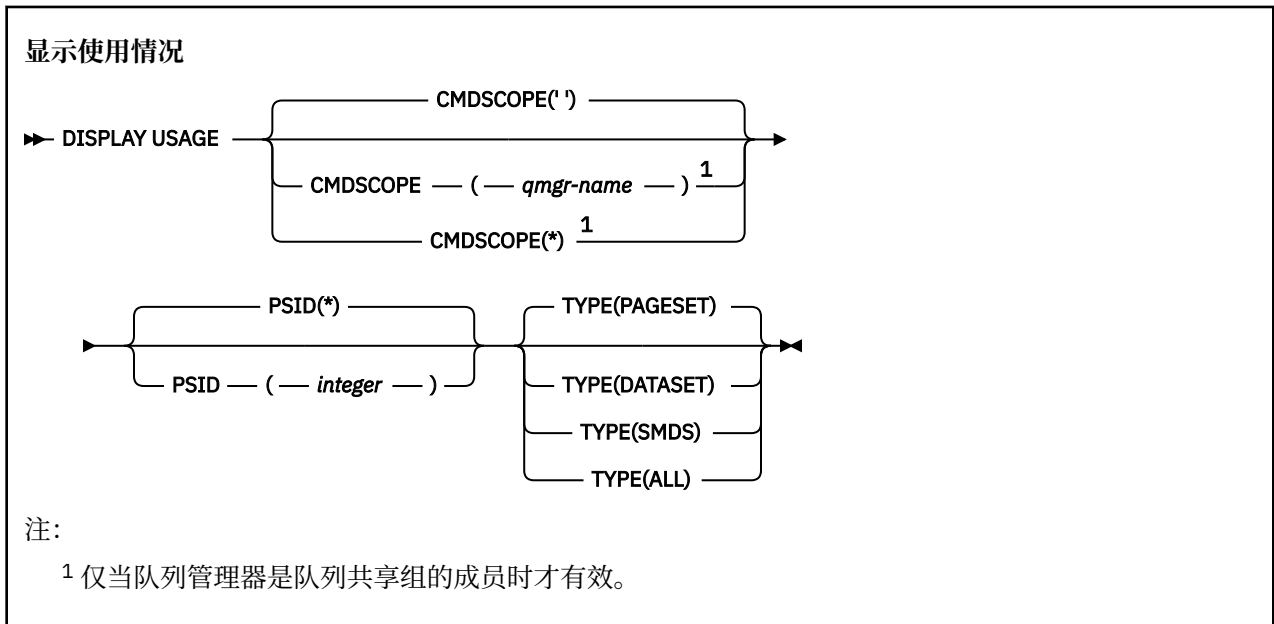 显示使用情况
CMDSCOPE(' ')
DISPLAY USAGE
CMDSCOPE ( qmgr-name ) 1
CMDSCOPE(*) 1
PSID(*)
PSID ( integer )
TYPE(PAGESET)
TYPE(DATASET)
TYPE(SMDS)
TYPE(ALL)
注：
1 仅当队列管理器是队列共享组的成员时才有效。